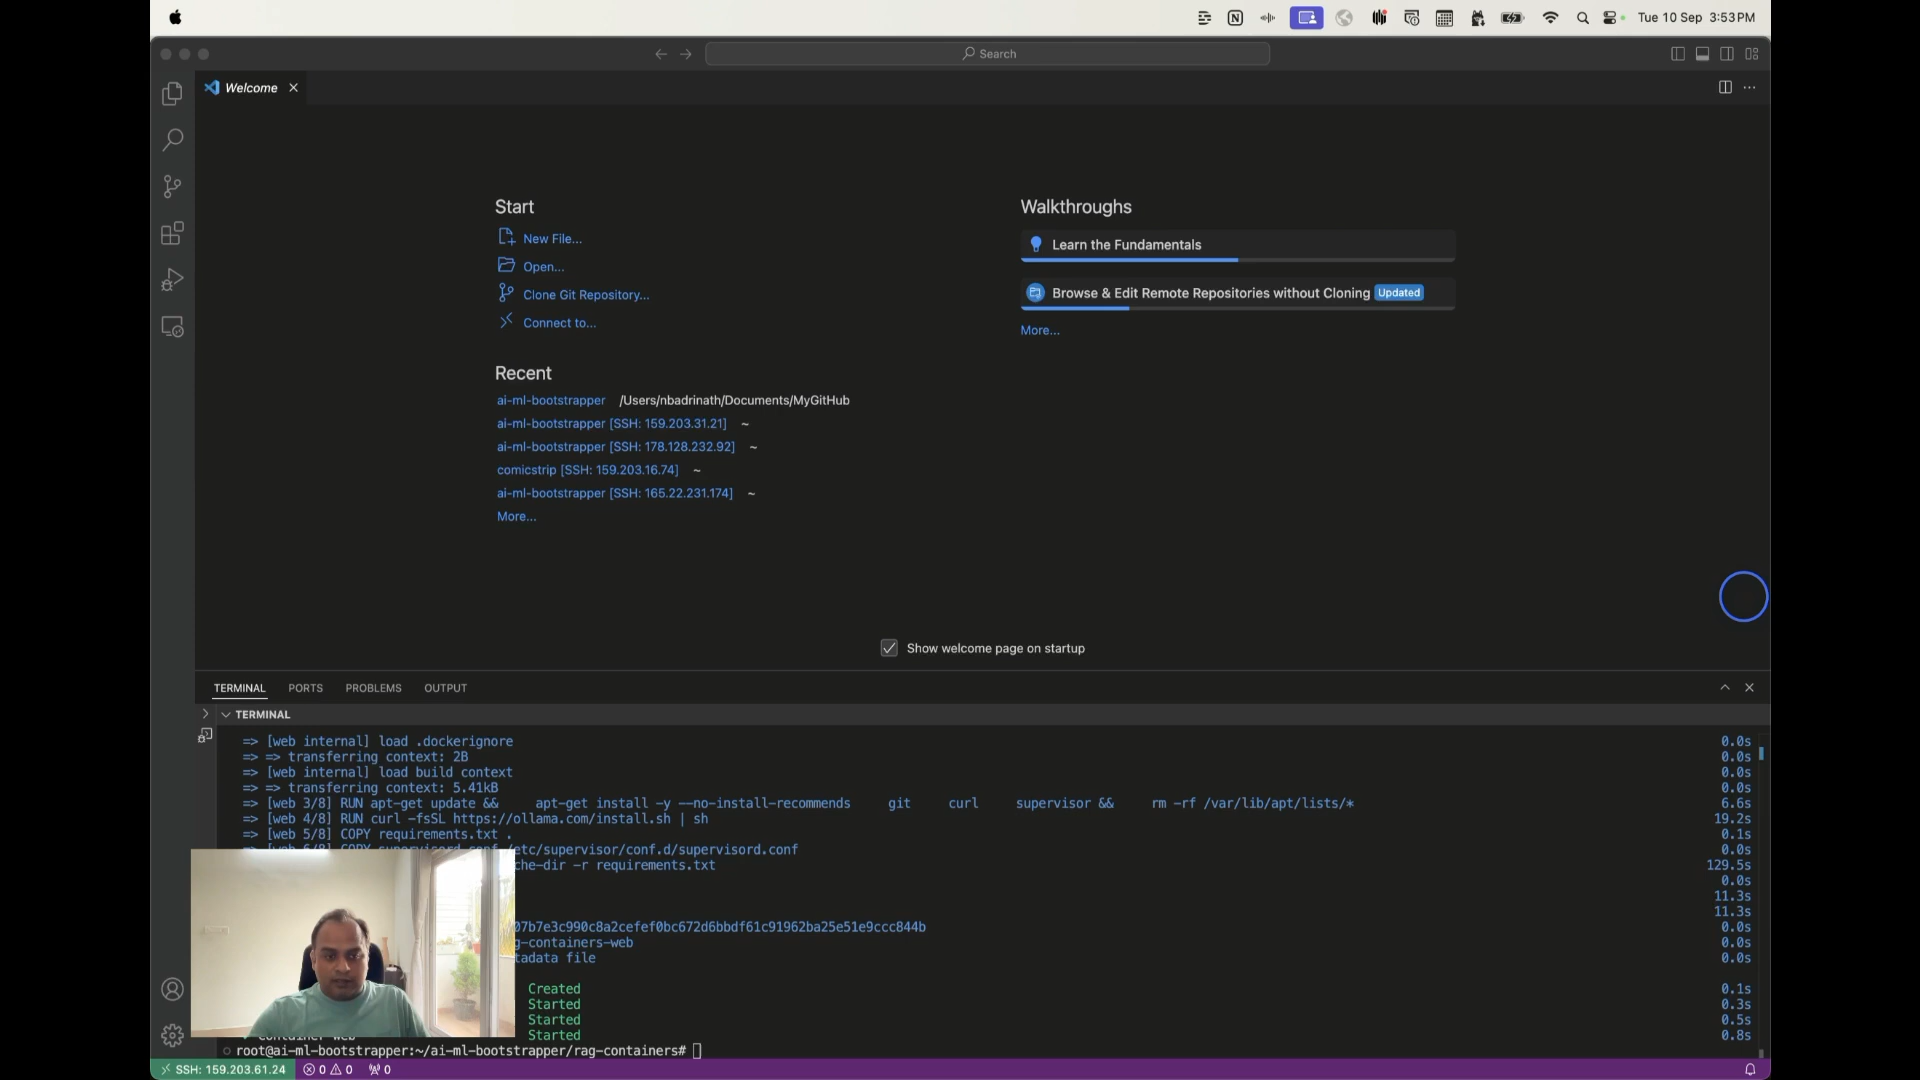 Tue 10 Sep 3:53PM
Search
Welcome
Start
New File...
Open...
Clone Git Repository...
Connect to...
Walkthroughs
Learn the Fundamentals
Browse & Edit Remote Repositories without Cloning Updated
More...
Recent
ai-ml-bootstrapper /Users/nbadrinath/Documents/MyGitHub
ai-ml-bootstrapper [SSH: 159.203.31.21] ~
ai-ml-bootstrapper [SSH: 178.128.232.92] ~
comicstrip [SSH: 159.203.16.74] ~
ai-ml-bootstrapper [SSH: 165.22.231.174] ~
More...
Show welcome page on startup
TERMINAL PORTS PROBLEMS OUTPUT
TERMINAL
=> [web internal] load .dockerignore 0.0s
=> => transferring context: 2B 0.0s
=> [web internal] load build context 0.0s
=> => transferring context: 5.41kB 0.0s
=> [web 3/8] RUN apt-get update && apt-get install -y --no-install-recommends git curl supervisor && rm -rf /var/lib/apt/lists/* 6.6s
=> [web 4/8] RUN curl -fsSL https://ollama.com/install.sh | sh 19.2s
=> [web 5/8] COPY requirements.txt . 0.1s
=> [web 6/8] COPY supervisord.conf /etc/supervisor/conf.d/supervisord.conf 0.0s
che-dir -r requirements.txt 129.5s
0.0s
11.3s
11.3s
07b7e3c990c8a2cefef0bc672d6bbdf61c91962ba25e51e9ccc844b 0.0s
g-containers-web 0.0s
tadata file 0.0s
Created 0.1s
Started 0.3s
Started 0.5s
Started 0.8s
root@ai-ml-bootstrapper:~/ai-ml-bootstrapper/rag-containers#
SSH: 159.203.61.24 0 0 0